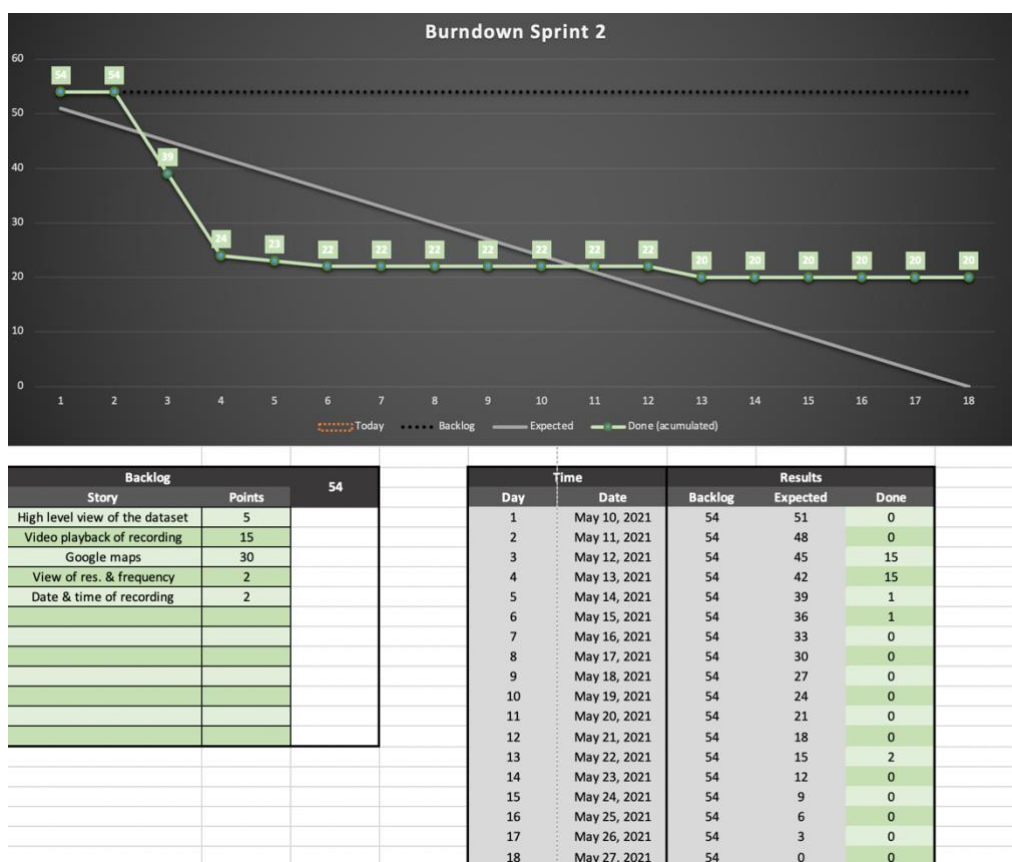 Burndown Sprint 2
60
50
40
30
20
10
0
54 54 39 24 23 22 22 22 22 22 22 22 20 20 20 20 20 20
1 2 3 4 5 6 7 8 9 10 11 12 13 14 15 16 17 18
Today Backlog Expected Done (acumulated)
Backlog 54
Story Points
High level view of the dataset 5
Video playback of recording 15
Google maps 30
View of res. & frequency 2
Date & time of recording 2
Time Results
Day Date Backlog Expected Done
1 May 10, 2021 54 51 0
2 May 11, 2021 54 48 0
3 May 12, 2021 54 45 15
4 May 13, 2021 54 42 15
5 May 14, 2021 54 39 1
6 May 15, 2021 54 36 1
7 May 16, 2021 54 33 0
8 May 17, 2021 54 30 0
9 May 18, 2021 54 27 0
10 May 19, 2021 54 24 0
11 May 20, 2021 54 21 0
12 May 21, 2021 54 18 0
13 May 22, 2021 54 15 2
14 May 23, 2021 54 12 0
15 May 24, 2021 54 9 0
16 May 25, 2021 54 6 0
17 May 26, 2021 54 3 0
18 May 27, 2021 54 0 0